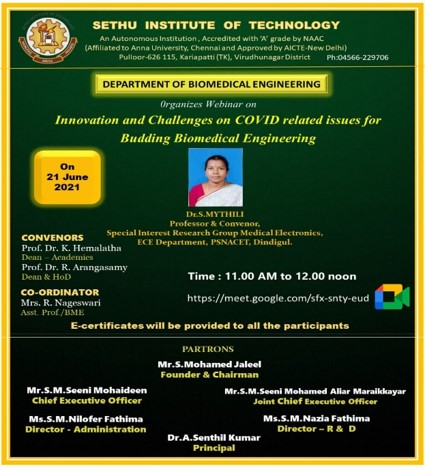 SETHU INSTITUTE OF TECHNOLOGY
An Autonomous Institution, Accredited with 'A' grade by NAAC
(Affiliated to Anna University, Chennai and Approved by AICTE-New Delhi)
Pulloor-626 115, Kariapatti (TK), Virudhunagar District Ph:04566-229706
DEPARTMENT OF BIOMEDICAL ENGINEERING
Organizes Webinar on
Innovation and Challenges on COVID related issues for
Budding Biomedical Engineering
On
21 June
2021
Dr.S.MYTHILI
Professor & Convenor,
Special Interest Research Group Medical Electronics,
ECE Department, PSNACET, Dindigul.
CONVENORS
Prof. Dr. K. Hemalatha
Dean – Academics
Prof. Dr. R. Arangasamy
Dean & HoD
CO-ORDINATOR
Mrs. R. Nageswari
Asst. Prof./BME
Time : 11.00 AM to 12.00 noon
https://meet.google.com/sfx-snty-eud
E-certificates will be provided to all the participants
PARTRONS
Mr.S.Mohamed Jaleel
Founder & Chairman
Mr.S.M.Seeni Mohaideen
Chief Executive Officer
Mr.S.M.Seeni Mohamed Aliar Maraikkayar
Joint Chief Executive Officer
Ms.S.M.Nilofer Fathima
Director - Administration
Ms.S.M.Nazia Fathima
Director – R & D
Dr.A.Senthil Kumar
Principal